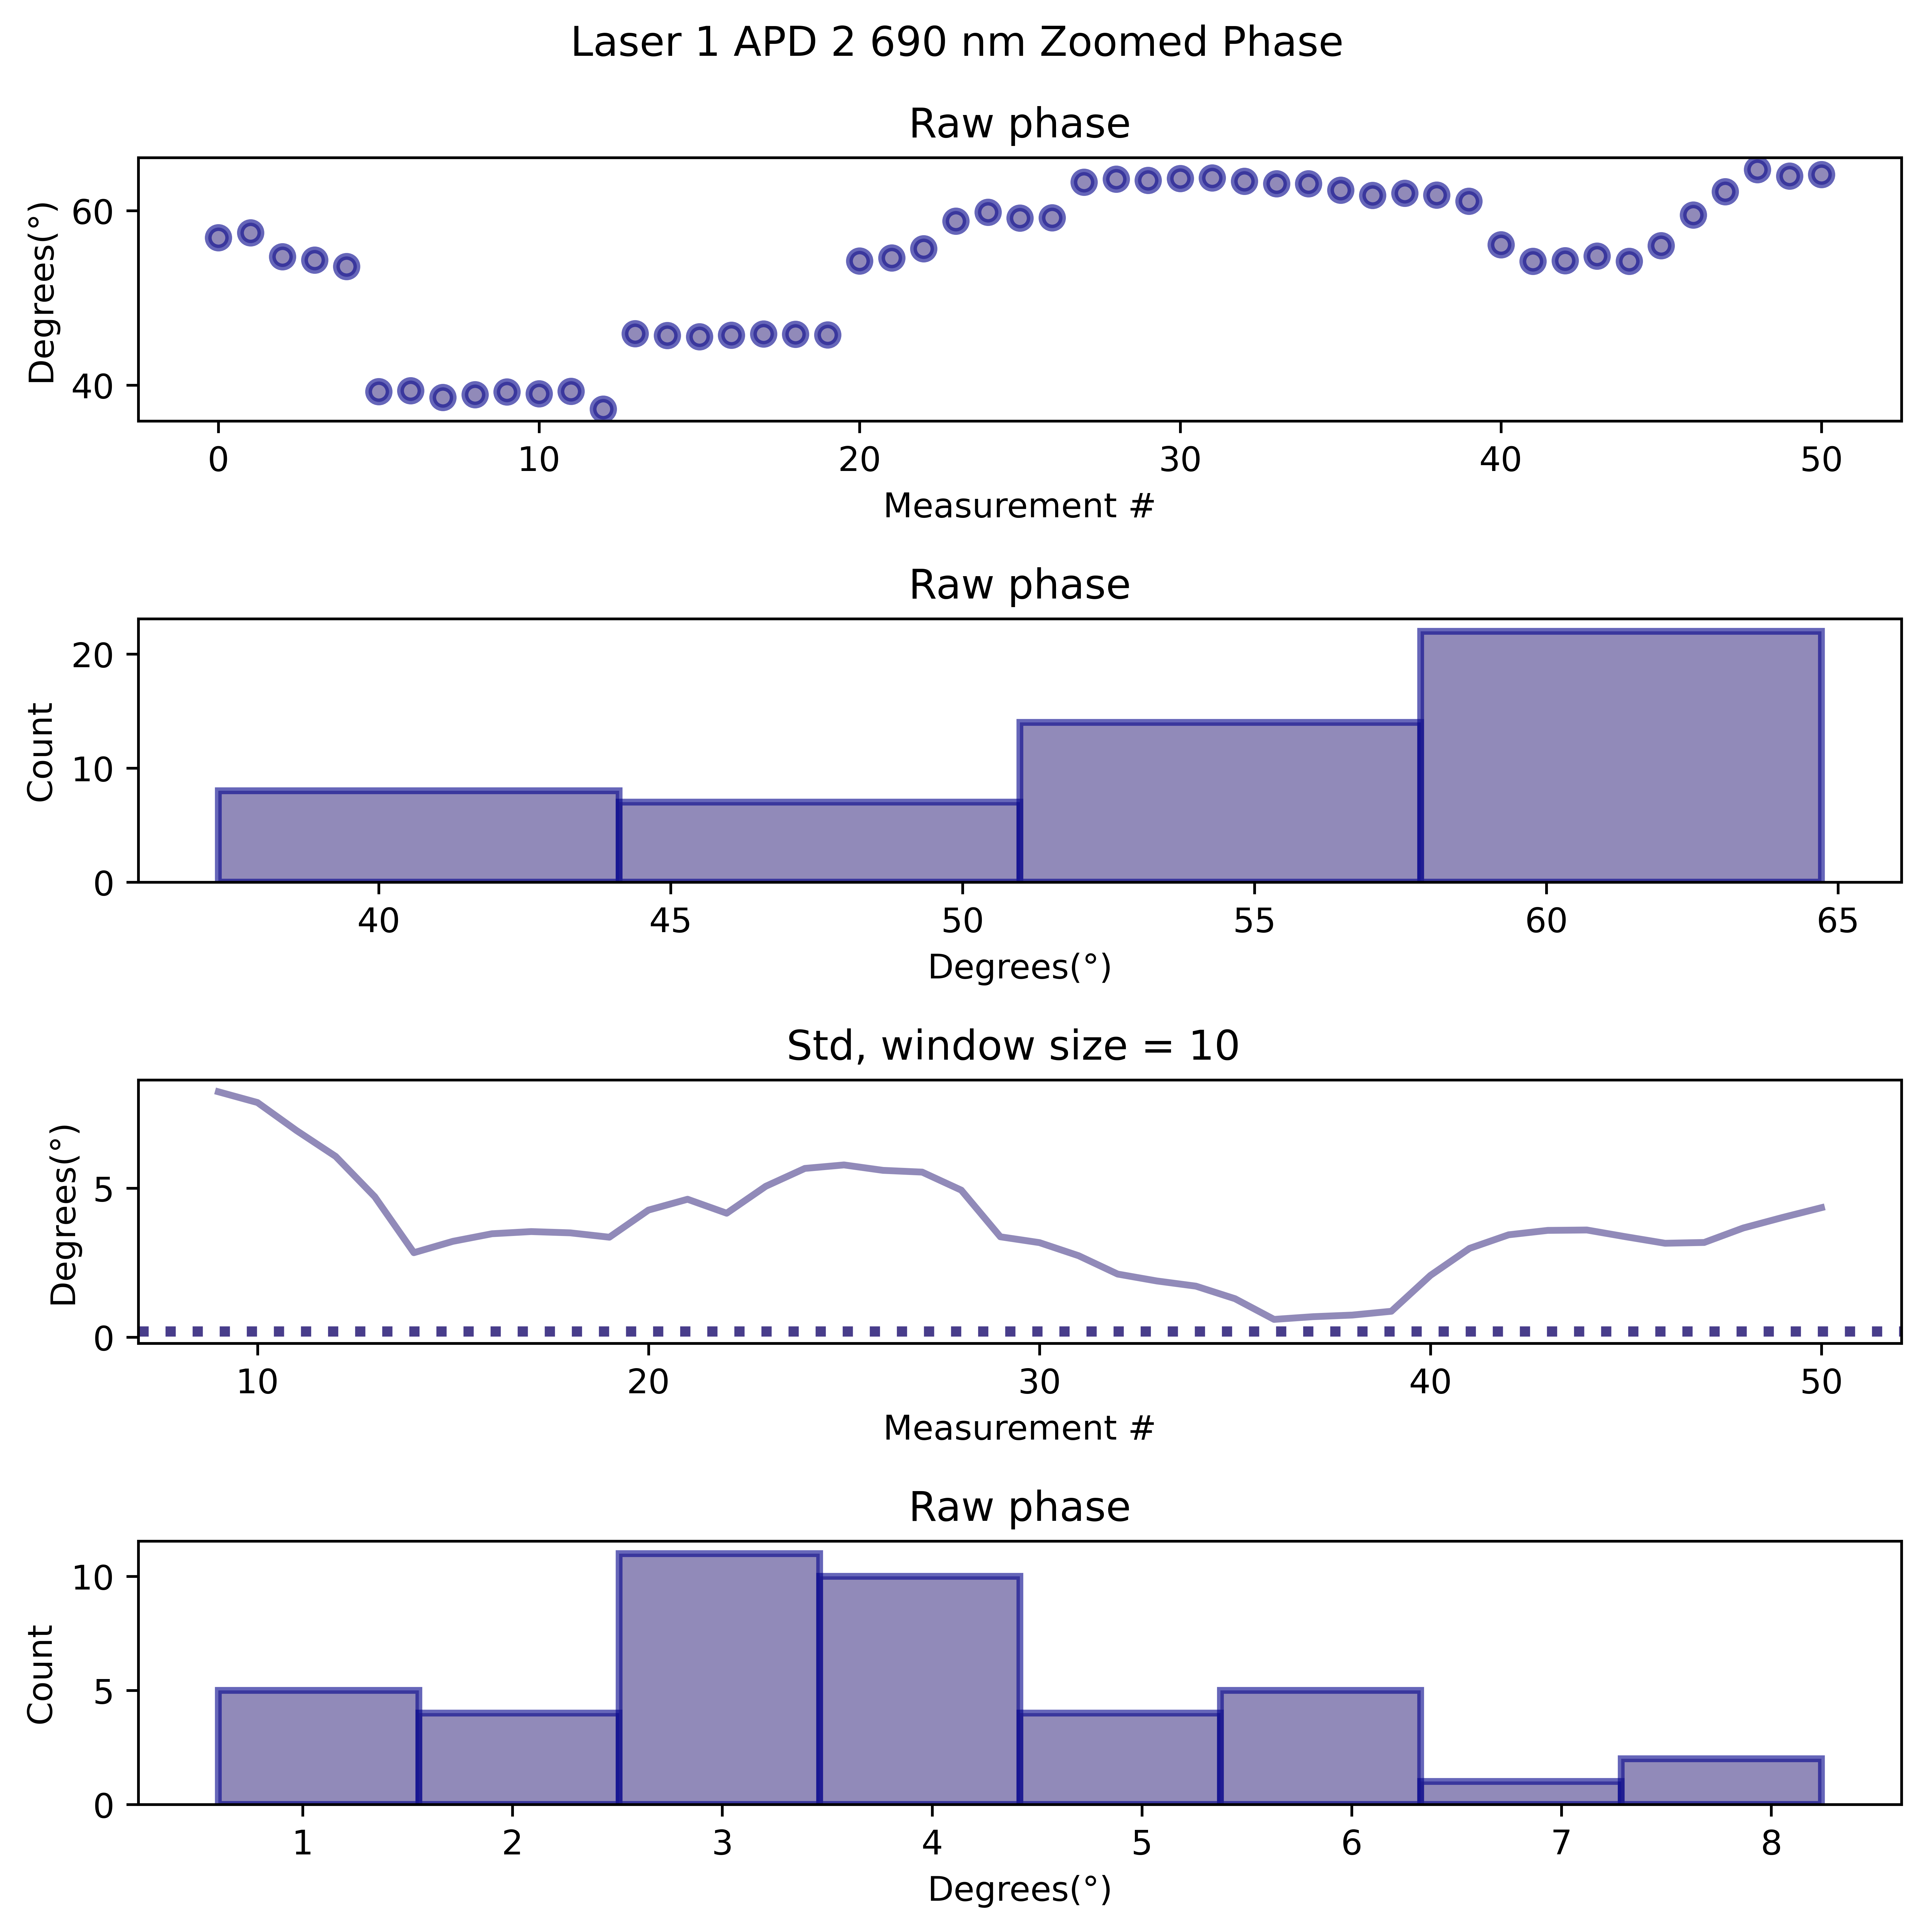 Laser 1 APD 2 690 nm Zoomed Phase
Raw phase
Degrees(°)
60
40
0 10 20 30 40 50
Measurement #
Raw phase
Count
20
10
0
40 45 50 55 60 65
Degrees(°)
Std, window size = 10
Degrees(°)
5
0
10 20 30 40 50
Measurement #
Raw phase
Count
10
5
0
1 2 3 4 5 6 7 8
Degrees(°)